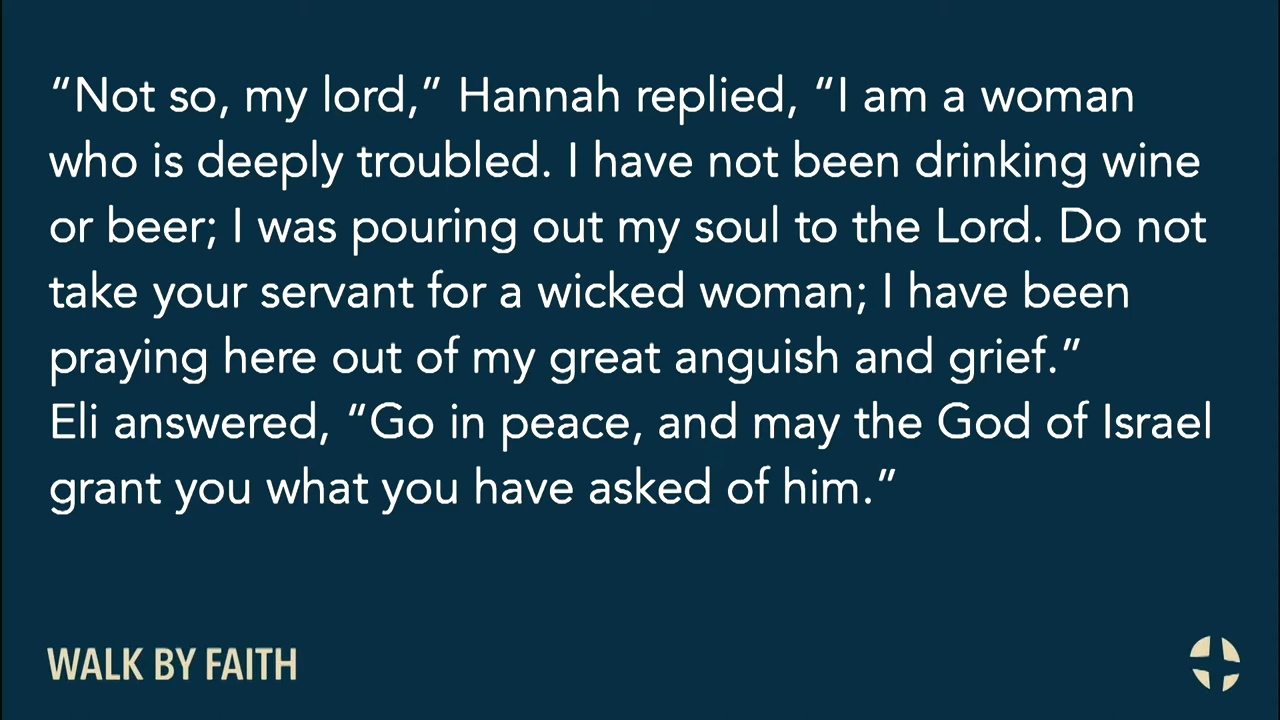 “Not so, my lord,” Hannah replied, “I am a woman
who is deeply troubled. I have not been drinking wine
or beer; I was pouring out my soul to the Lord. Do not
take your servant for a wicked woman; I have been
praying here out of my great anguish and grief.”
Eli answered, “Go in peace, and may the God of Israel
grant you what you have asked of him.”
WALK BY FAITH